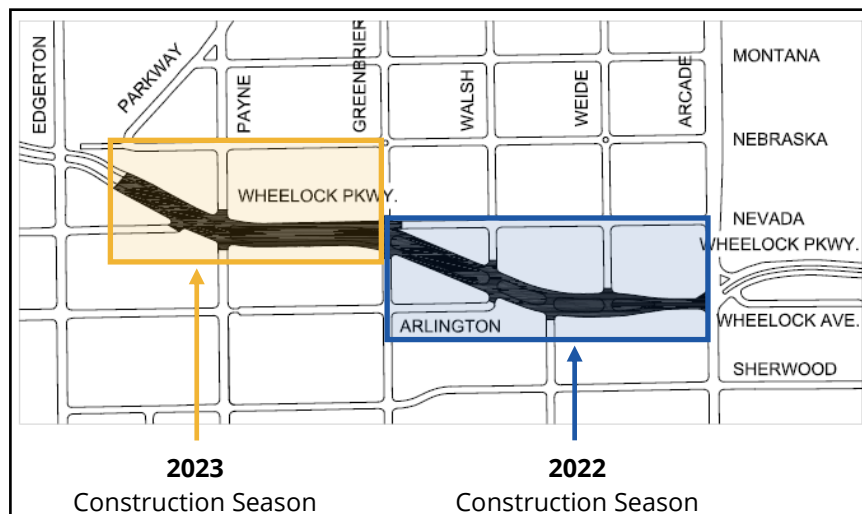 EDGERTON
PARKWAY
PAYNE
GREENBRIER
WALSH
WEIDE
ARCADE
MONTANA
NEBRASKA
WHEELOCK PKWY.
NEVADA
WHEELOCK PKWY.
ARLINGTON
WHEELOCK AVE.
SHERWOOD
2023
Construction Season
2022
Construction Season